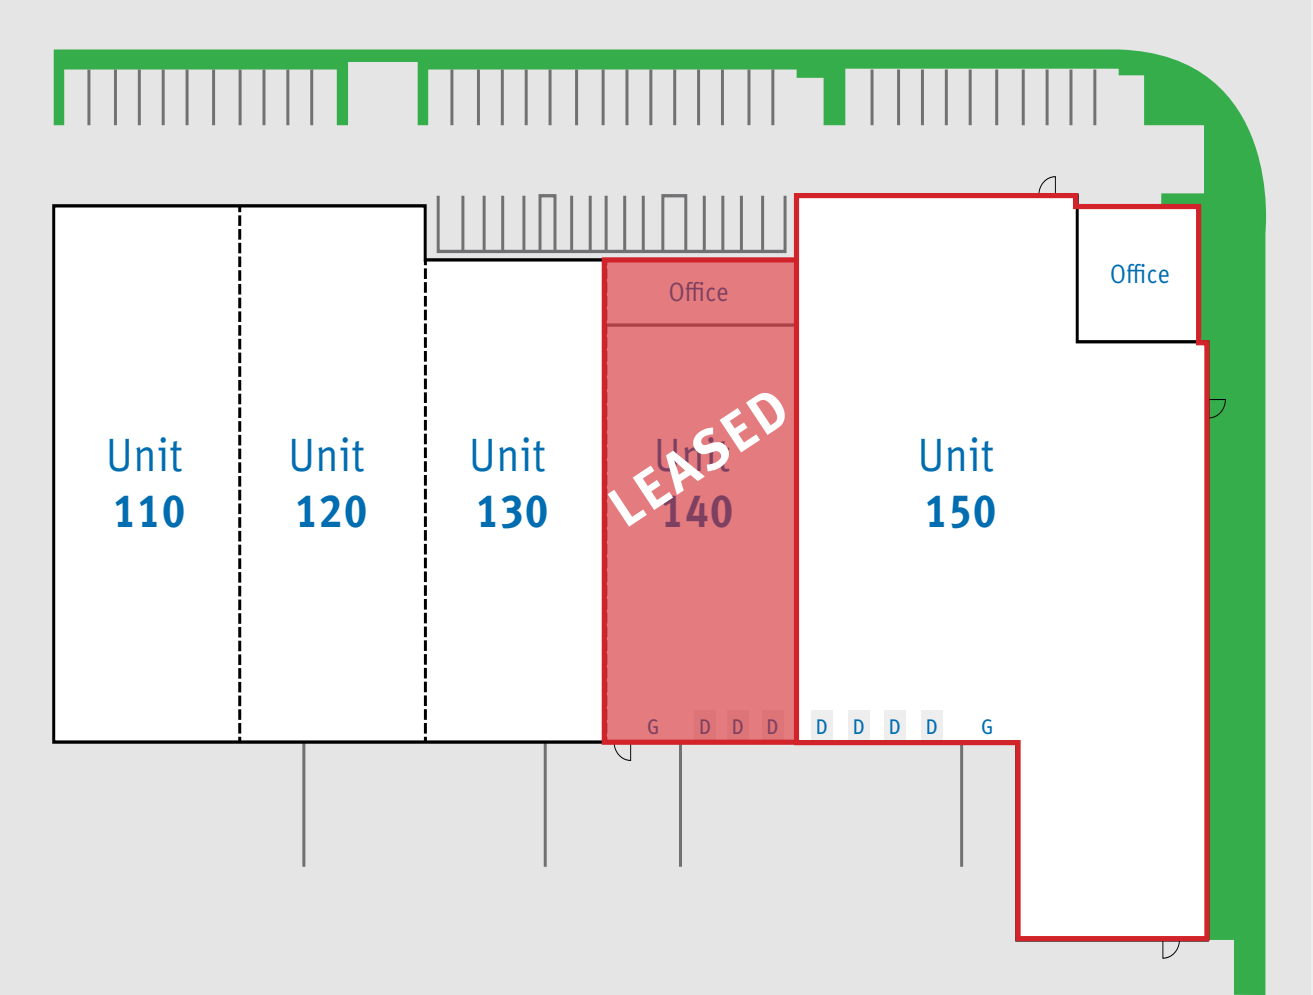 Office
Office
Unit
110
Unit
120
Unit
130
Unit
140
LEASED
Unit
150
G D D D
D D D D G